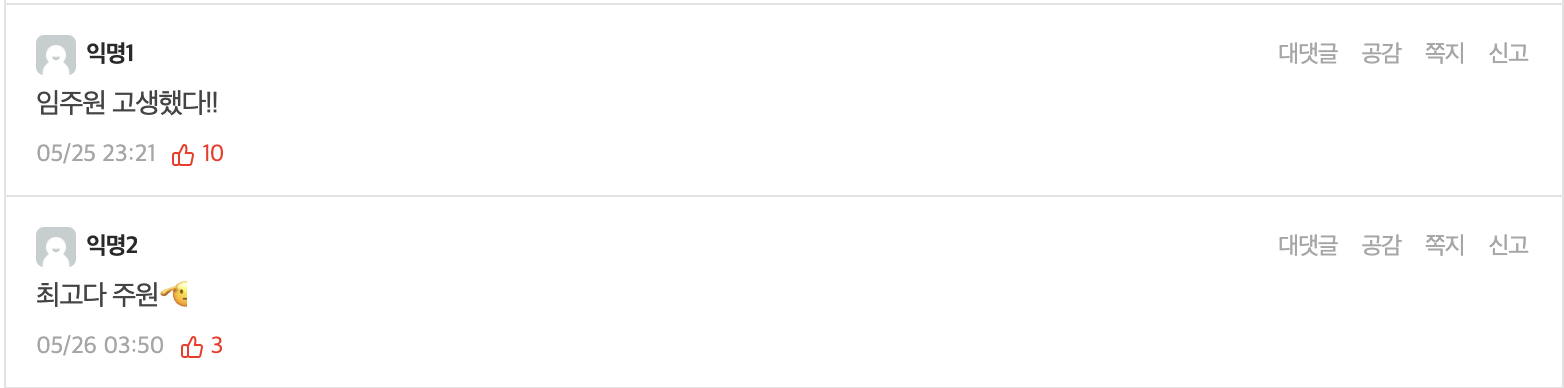 익명1 대댓글 공감 쪽지 신고
임주원 고생했다!!
05/25 23:21 10
익명2 대댓글 공감 쪽지 신고
최고다 주원🫡
05/26 03:50 3